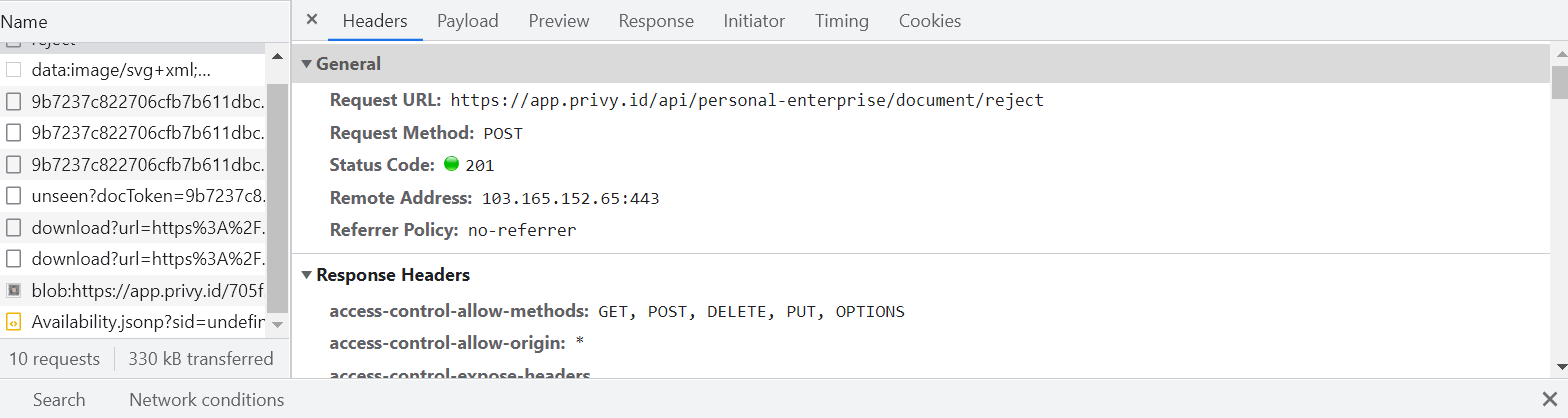 Name
× Headers Payload Preview Response Initiator Timing Cookies
reject
data:image/svg+xml;...
9b7237c822706cfb7b611dbc.
9b7237c822706cfb7b611dbc.
9b7237c822706cfb7b611dbc.
unseen?docToken=9b7237c8.
download?url=https%3A%2F.
download?url=https%3A%2F.
blob:https://app.privy.id/705f
Availability.jsonp?sid=undefin
10 requests 330 kB transferred
General
Request URL: https://app.privy.id/api/personal-enterprise/document/reject
Request Method: POST
Status Code: 201
Remote Address: 103.165.152.65:443
Referrer Policy: no-referrer
Response Headers
access-control-allow-methods: GET, POST, DELETE, PUT, OPTIONS
access-control-allow-origin: *
access-control-expose-headers
Search Network conditions ×